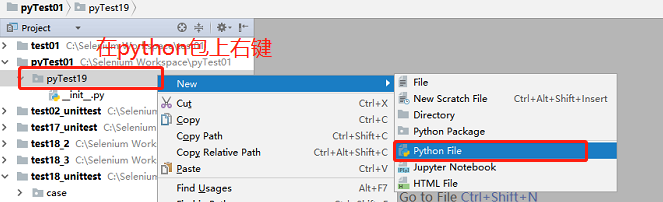 pyTest01 pyTest19
Project
在python包上右键
test01 C:\Selenium Workspace\test01
pyTest01 C:\Selenium Workspace\pyTest01
pyTest19
__init__.py
test02_unittest C:\Selenium
test17_unitest C:\Selenium
test18_2 C:\Selenium Work
test18_3 C:\Selenium Work
test18_unittest C:\Selenium
case
New
Cut Ctrl+X
Copy Ctrl+C
Copy Path Ctrl+Shift+C
Copy Relative Path Ctrl+Alt+Shift+C
Paste Ctrl+V
Find Usages Alt+F7
File
New Scratch File Ctrl+Alt+Shift+Insert
Directory
Python Package
Python File
Jupyter Notebook
HTML File
Go to File Ctrl+Shift+N